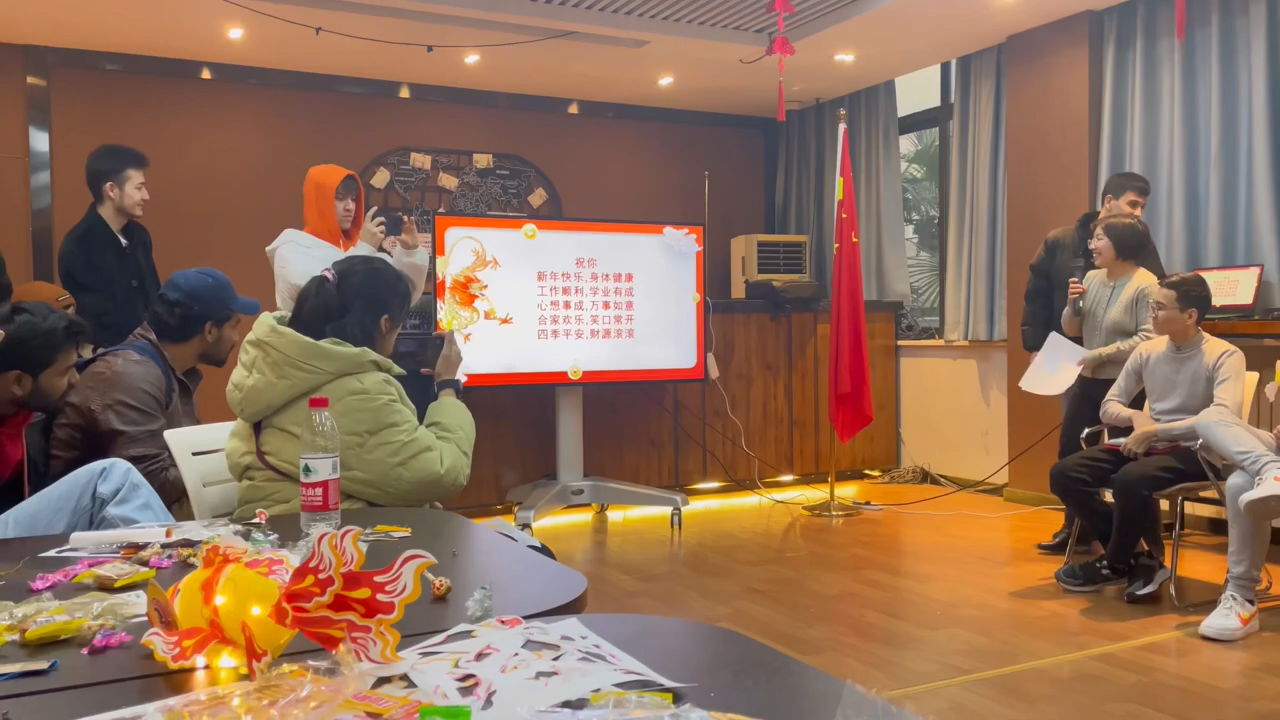 祝你
新年快乐,身体健康
工作顺利,学业有成
心想事成,万事如意
合家欢乐,笑口常开
四季平安,财源滚滚